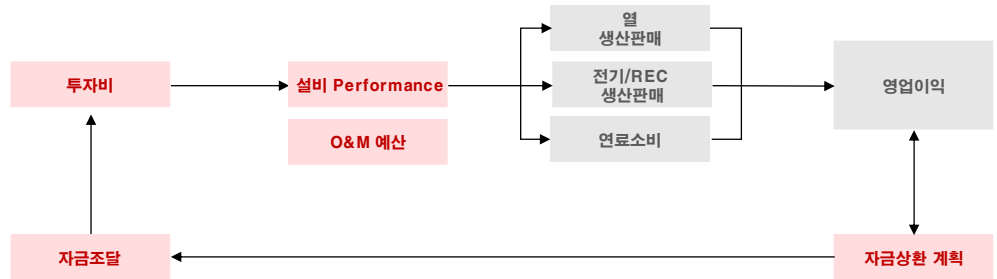 열
생산판매
투자비
설비 Performance
전기/REC
생산판매
영업이익
O&M 예산
연료소비
자금조달
자금상환 계획